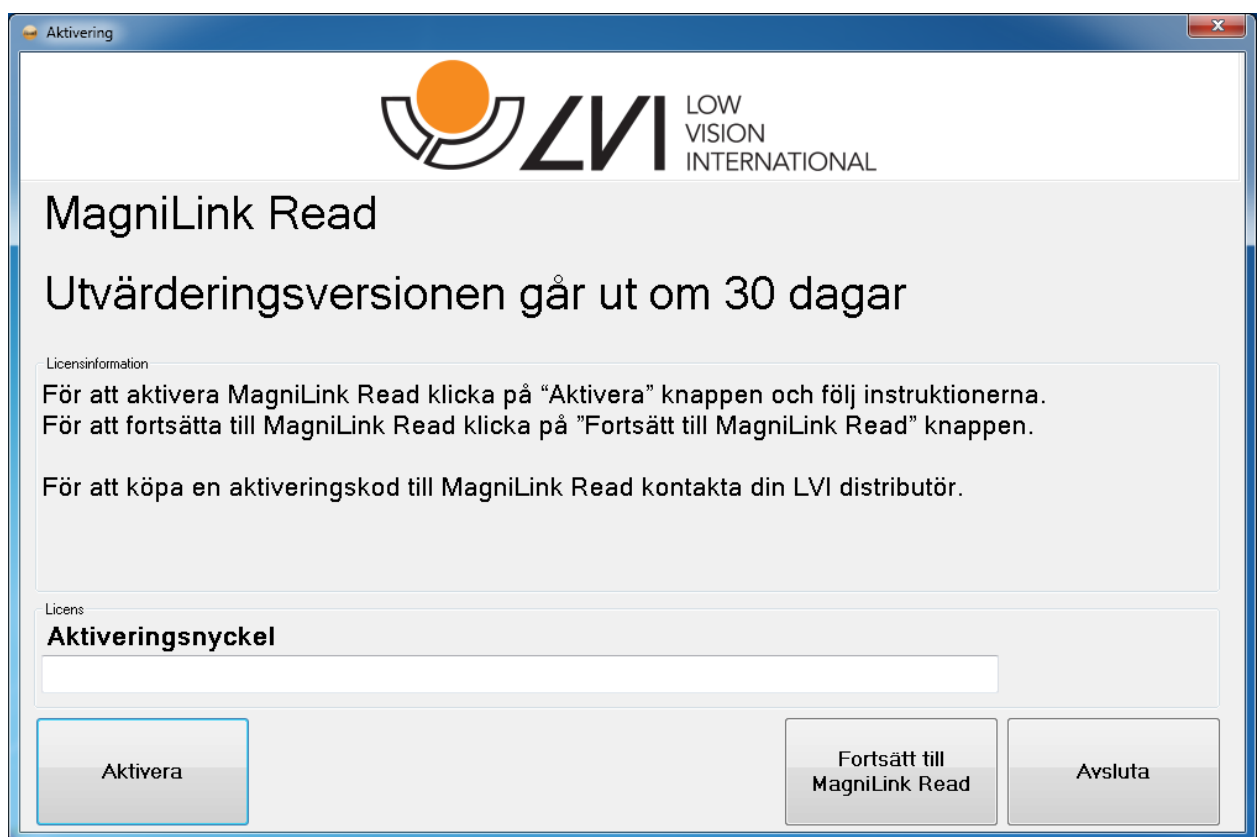 Aktivering
LVI
LOW
VISION
INTERNATIONAL
MagniLink Read
Utvärderingsversionen går ut om 30 dagar
Licensinformation
För att aktivera MagniLink Read klicka på “Aktivera” knappen och följ instruktionerna.
För att fortsätta till MagniLink Read klicka på ”Fortsätt till MagniLink Read” knappen.
För att köpa en aktiveringskod till MagniLink Read kontakta din LVI distributör.
Licens
Aktiveringsnyckel
Aktivera
Fortsätt till
MagniLink Read
Avsluta